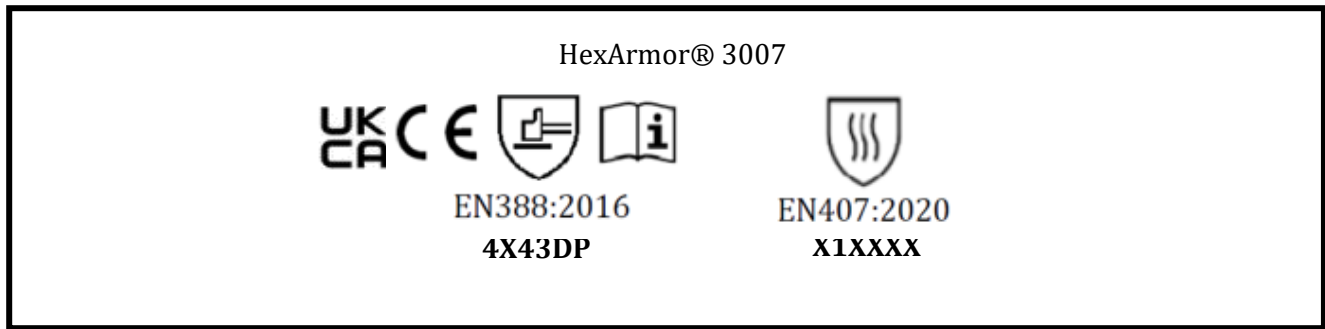 HexArmor® 3007
UK
CA CE i
EN388:2016
4X43DP
EN407:2020
X1XXXX